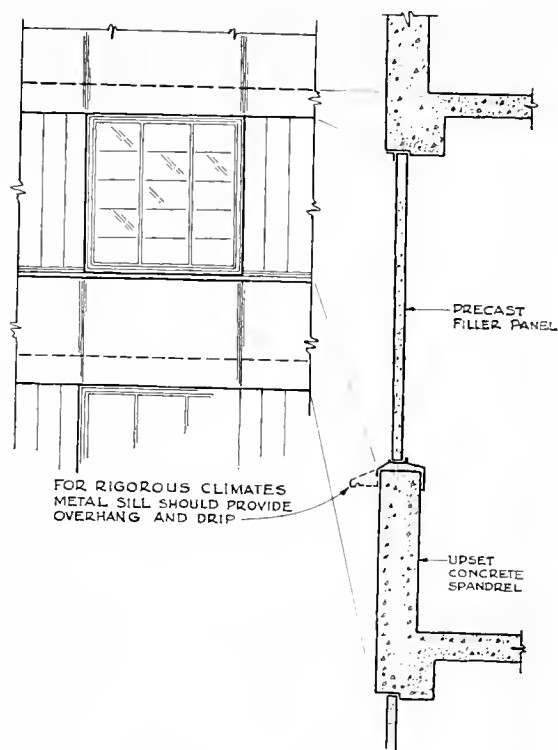 PRECAST
FILLER PANEL
FOR RIGOROUS CLIMATES
METAL SILL SHOULD PROVIDE
OVERHANG AND DRIP
UPSET
CONCRETE
SPANDREL